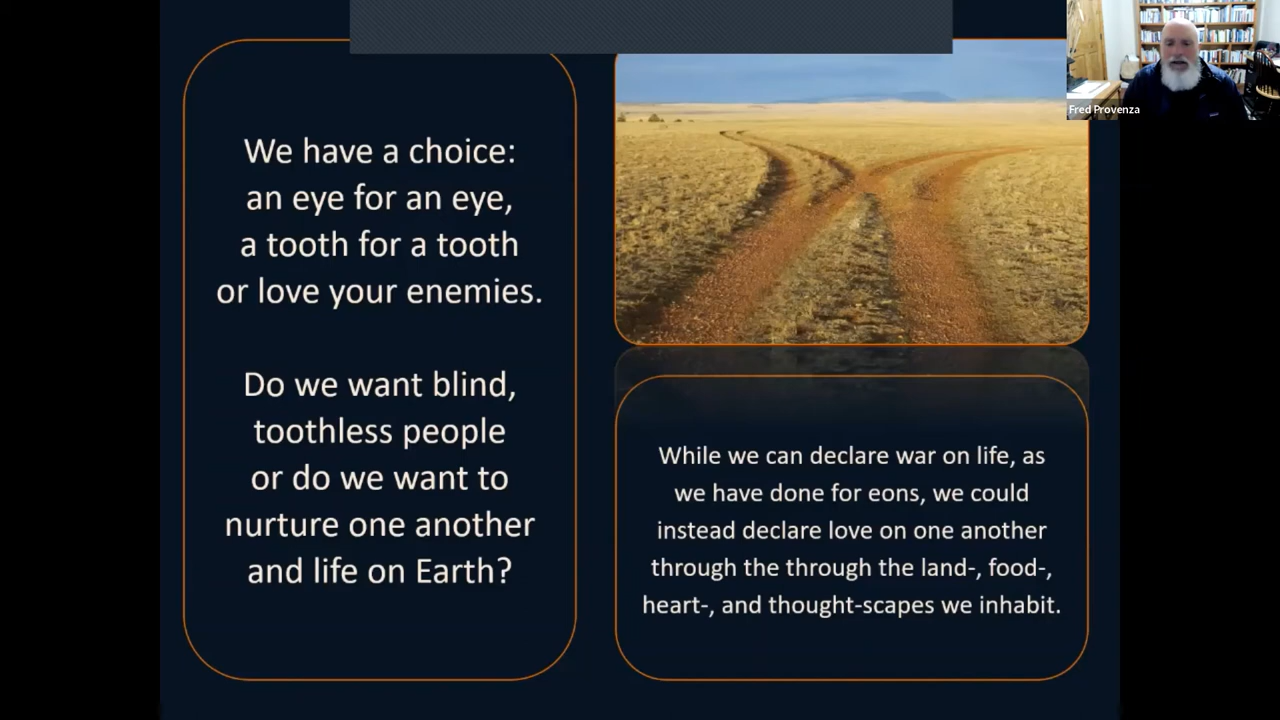 We have a choice:
an eye for an eye,
a tooth for a tooth
or love your enemies.
Do we want blind,
toothless people
or do we want to
nurture one another
and life on Earth?
While we can declare war on life, as
we have done for eons, we could
instead declare love on one another
through the through the land-, food-,
heart-, and thought-scapes we inhabit.
Fred Provenza